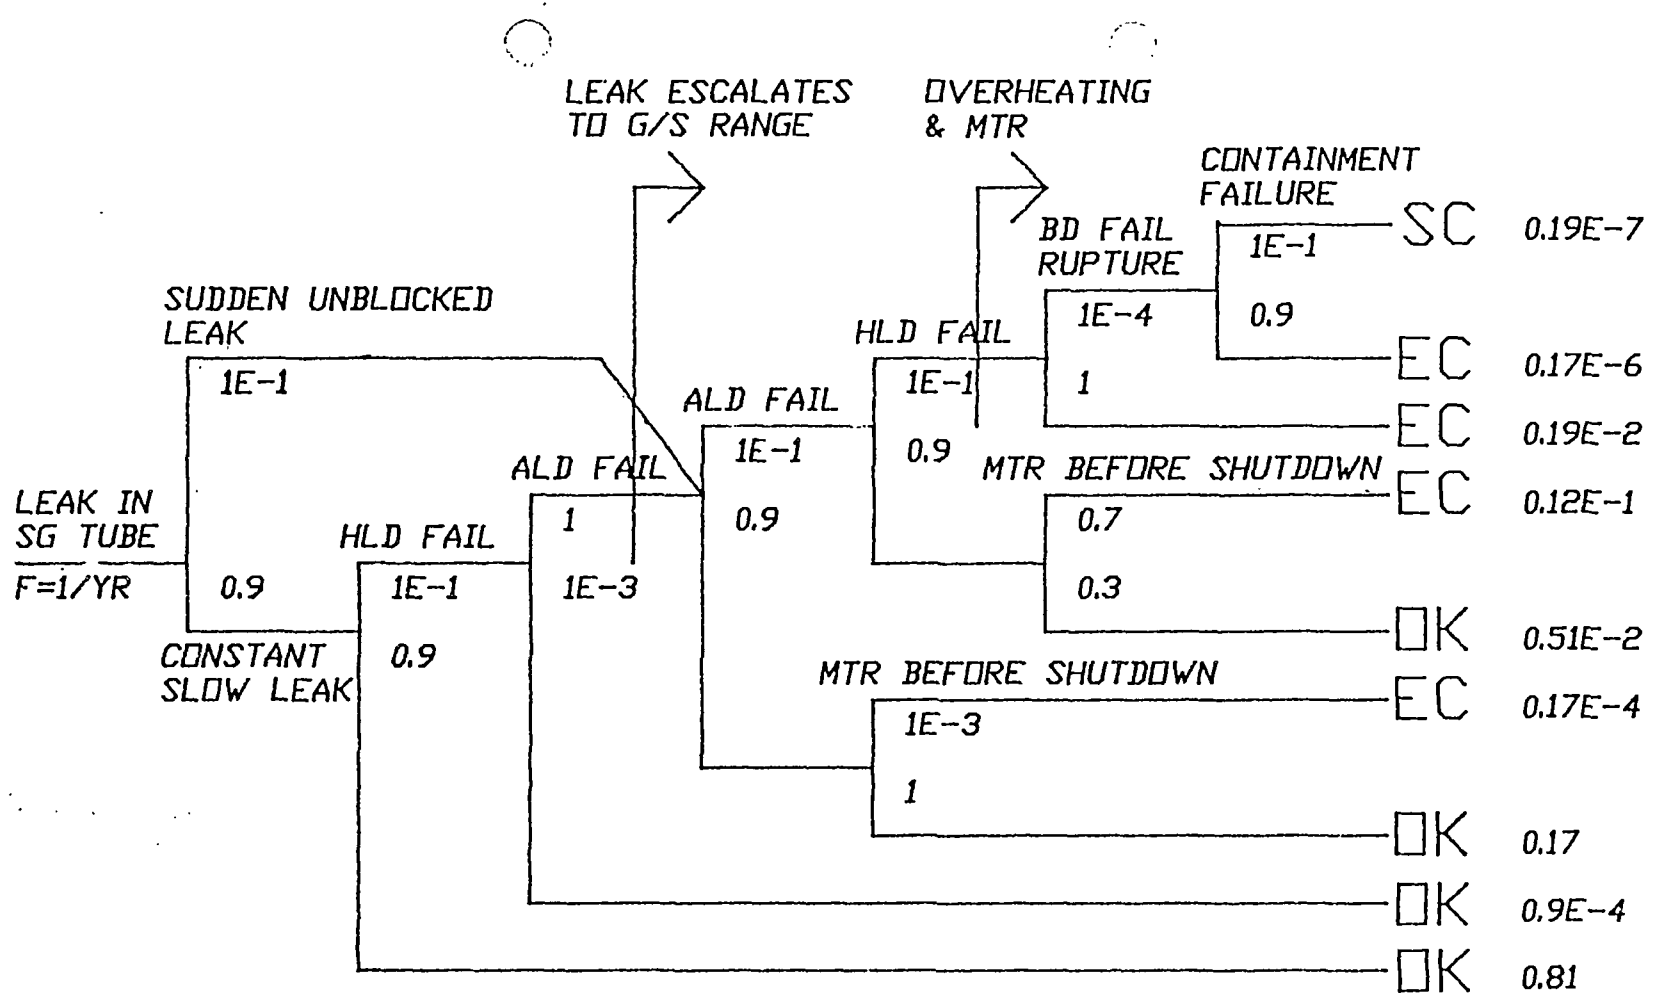 LEAK ESCALATES
TO G/S RANGE
OVERHEATING
& MTR
CONTAINMENT
FAILURE
SC 0.19E-7
1E-1
BD FAIL
RUPTURE
1E-4
0.9
EC 0.17E-6
SUDDEN UNBLOCKED
LEAK
1E-1
HLD FAIL
1E-1
1
EC 0.19E-2
ALD FAIL
1E-1
0.9
MTR BEFORE SHUTDOWN
EC 0.12E-1
0.7
0.3
OK 0.51E-2
ALD FAIL
1
0.9
LEAK IN
SG TUBE
F=1/YR
0.9
HLD FAIL
1E-1
1E-3
0.9
CONSTANT
SLOW LEAK
MTR BEFORE SHUTDOWN
EC 0.17E-4
1E-3
1
OK 0.17
OK 0.9E-4
OK 0.81